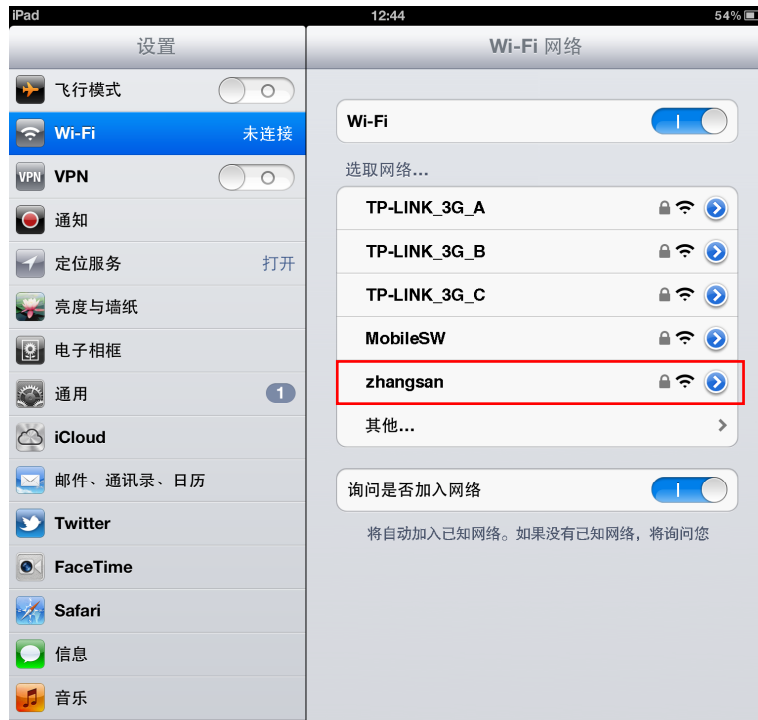 iPad 12:44 54%
设置
飞行模式
Wi-Fi 未连接
VPN VPN
通知
定位服务 打开
亮度与墙纸
电子相框
通用 1
iCloud
邮件、通讯录、日历
Twitter
FaceTime
Safari
信息
音乐
Wi-Fi 网络
Wi-Fi
选取网络...
TP-LINK_3G_A
TP-LINK_3G_B
TP-LINK_3G_C
MobileSW
zhangsan
其他...
询问是否加入网络
将自动加入已知网络。如果没有已知网络，将询问您